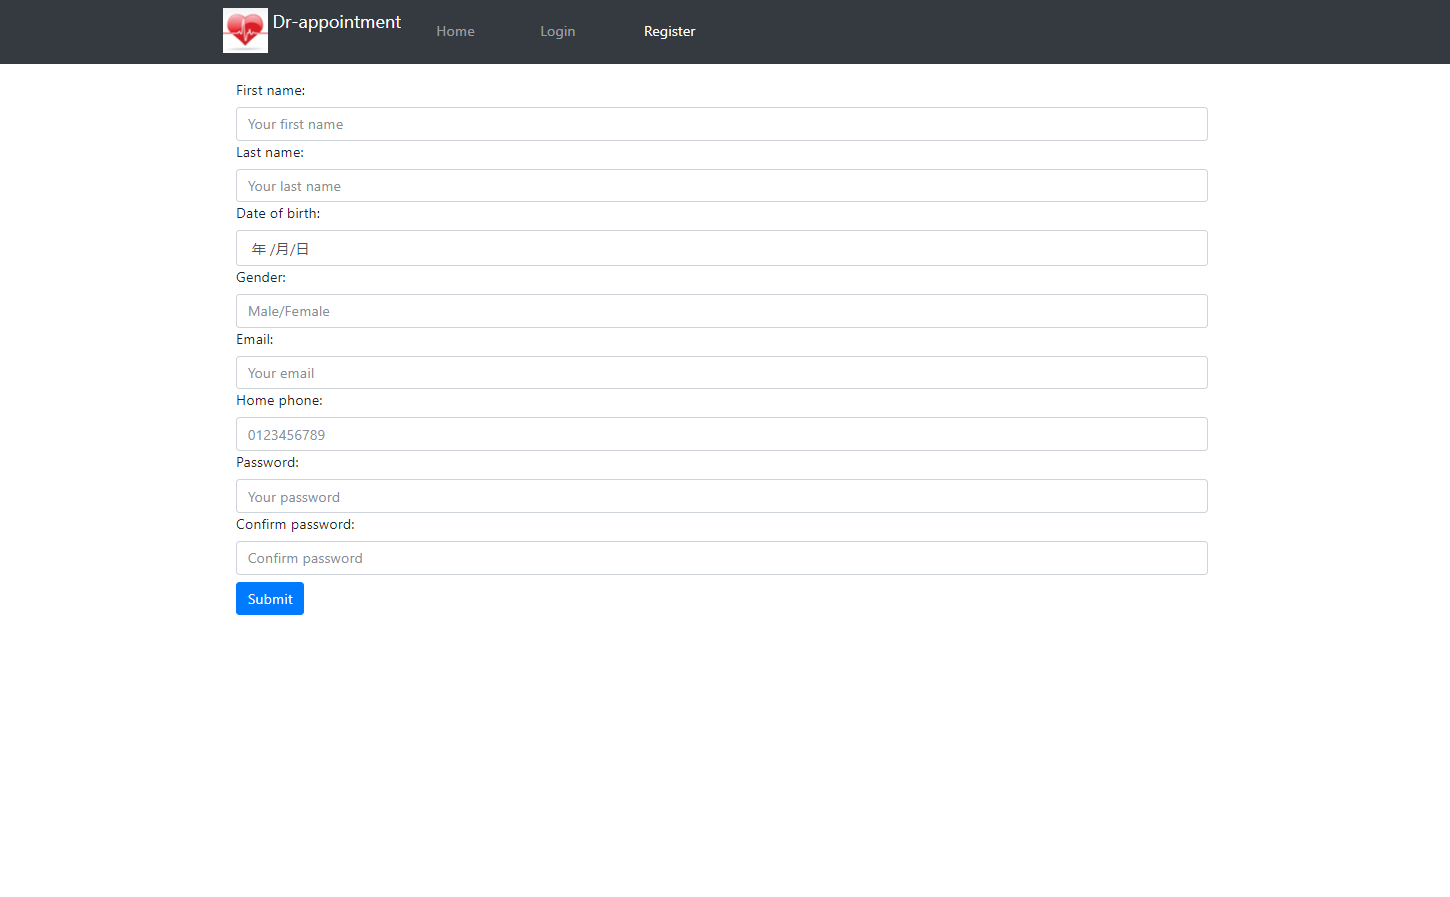 Dr-appointment Home Login Register
First name:
Your first name
Last name:
Your last name
Date of birth:
年 /月/日
Gender:
Male/Female
Email:
Your email
Home phone:
0123456789
Password:
Your password
Confirm password:
Confirm password
Submit